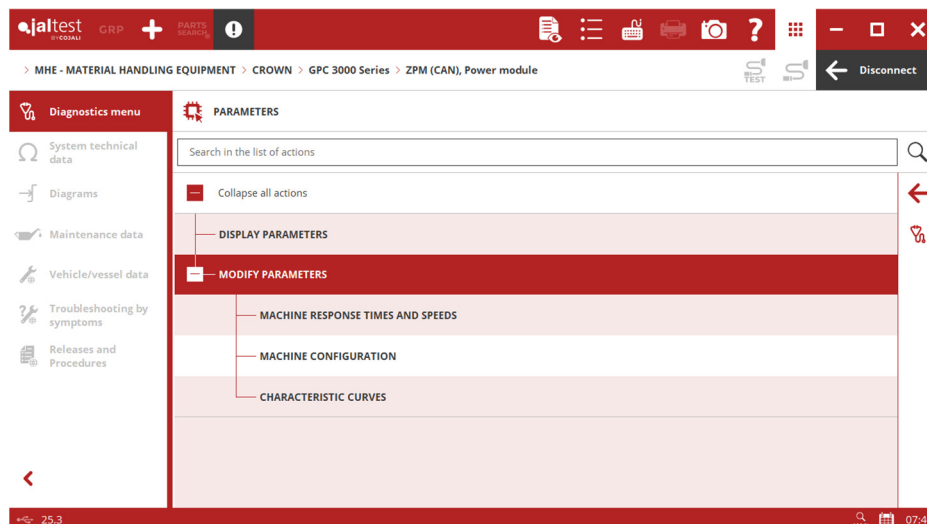 jaltest GRP PARTS SEARCH
BY COJALI
> MHE - MATERIAL HANDLING EQUIPMENT > CROWN > GPC 3000 Series > ZPM (CAN), Power module
TEST
Disconnect
Diagnostics menu
PARAMETERS
System technical data
Search in the list of actions
Diagrams
Collapse all actions
Maintenance data
DISPLAY PARAMETERS
Vehicle/vessel data
MODIFY PARAMETERS
Troubleshooting by symptoms
MACHINE RESPONSE TIMES AND SPEEDS
Releases and Procedures
MACHINE CONFIGURATION
CHARACTERISTIC CURVES
25.3